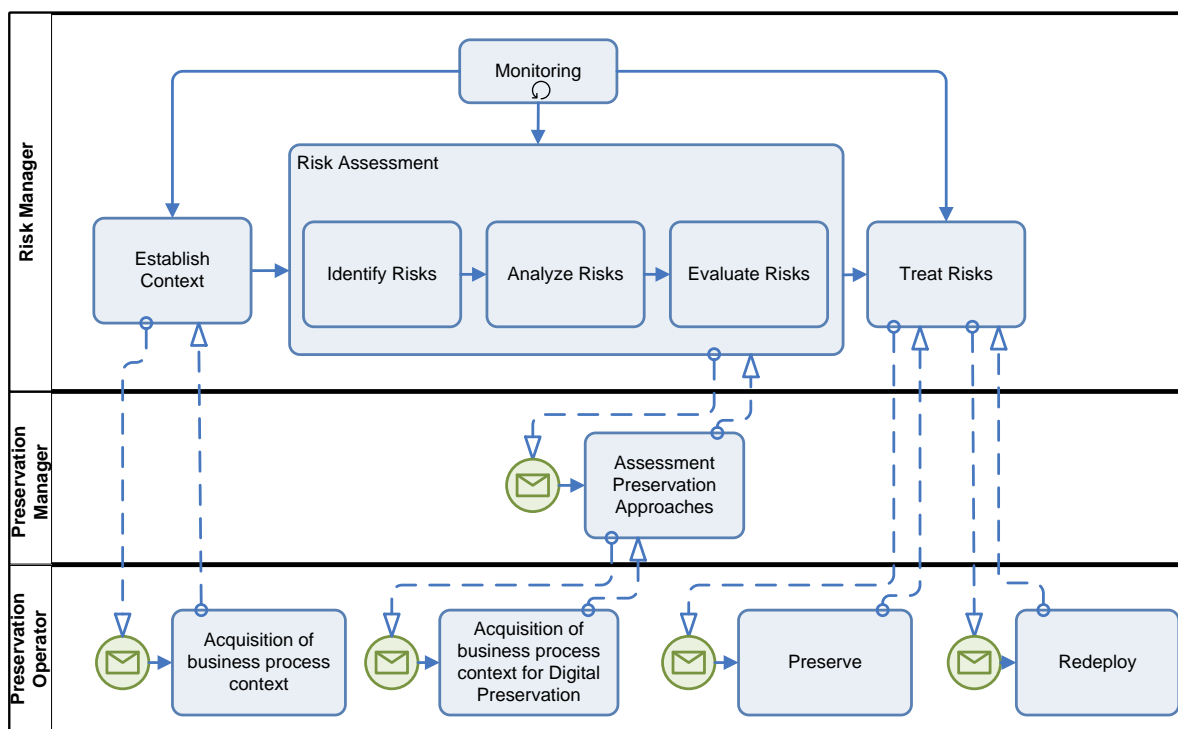 Risk Manager
Monitoring
Risk Assessment
Establish
Context
Identify Risks
Analyze Risks
Evaluate Risks
Treat Risks
Preservation
Manager
Assessment
Preservation
Approaches
Preservation
Operator
Acquisition of
business process
context
Acquisition of
business process
context for Digital
Preservation
Preserve
Redeploy